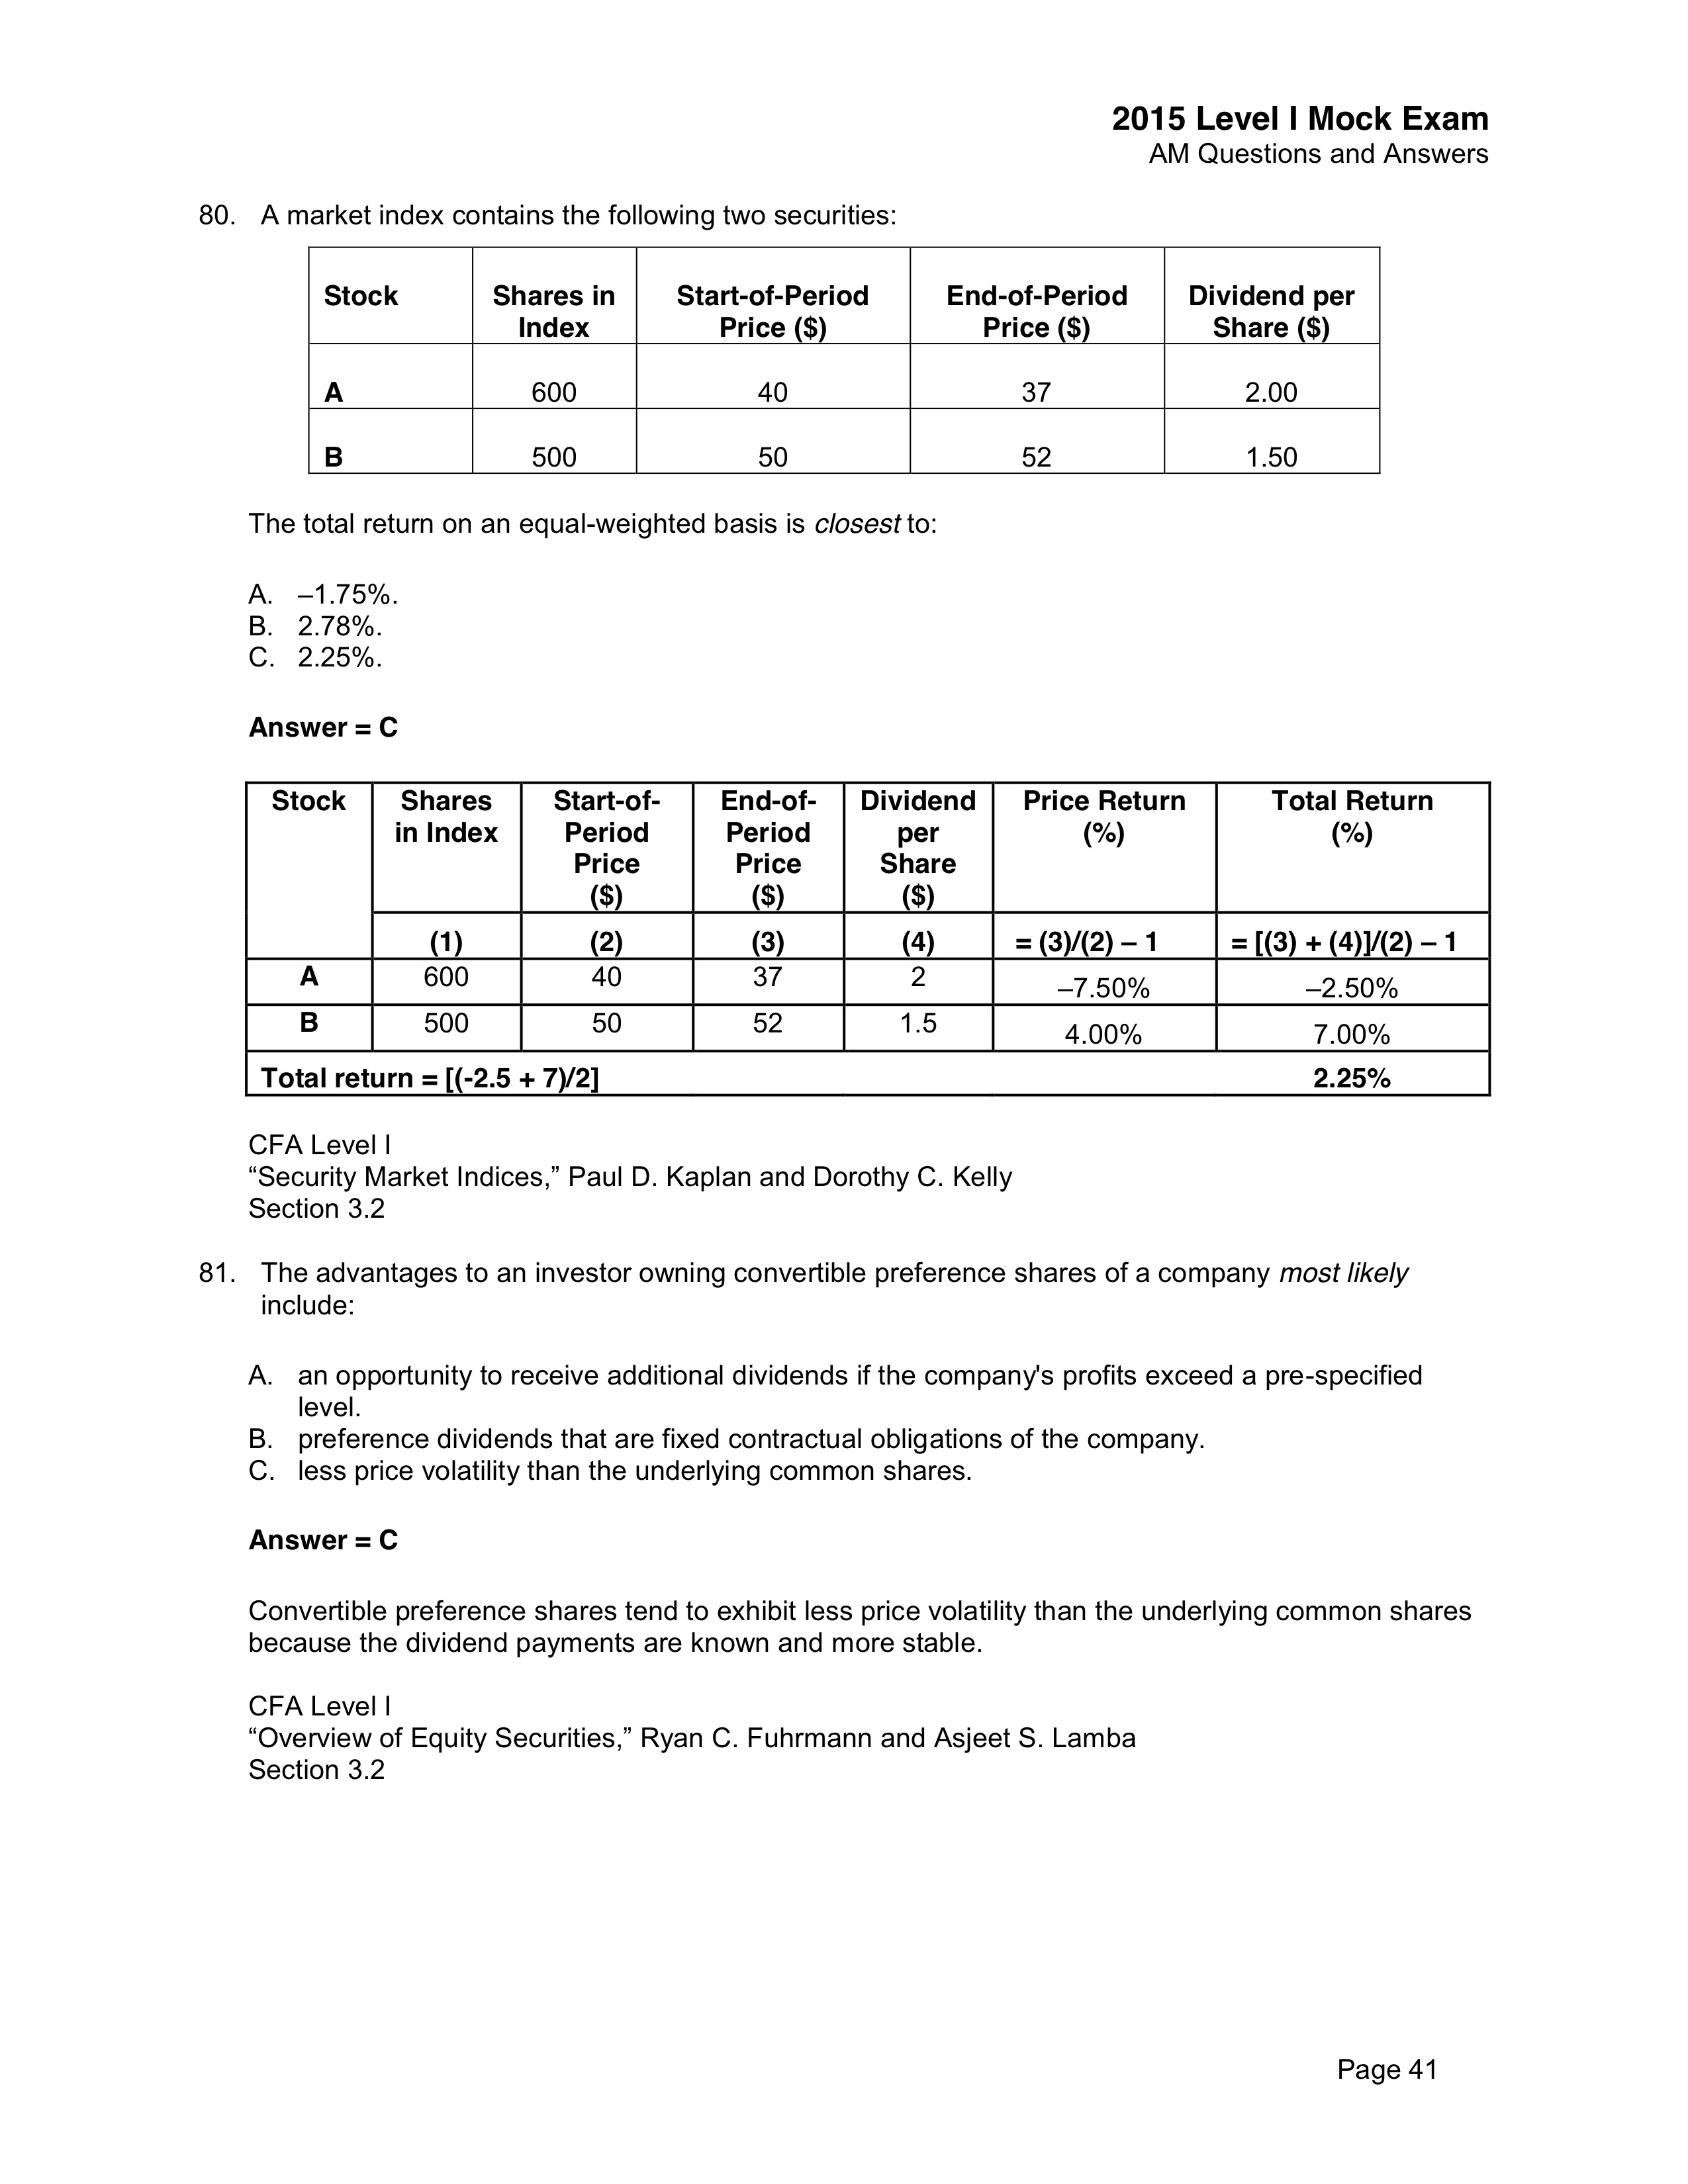 2015 Level I Mock Exam
AM Questions and Answers
80. A market index contains the following two securities:
Stock Shares in Index Start-of-Period Price ($) End-of-Period Price ($) Dividend per Share ($)
A 600 40 37 2.00
B 500 50 52 1.50
The total return on an equal-weighted basis is closest to:
A. –1.75%.
B. 2.78%.
C. 2.25%.
Answer = C
Stock Shares in Index Start-of-Period Price ($) End-of-Period Price ($) Dividend per Share ($) Price Return (%) Total Return (%)
(1) (2) (3) (4) = (3)/(2) – 1 = [(3) + (4)]/(2) – 1
A 600 40 37 2 –7.50% –2.50%
B 500 50 52 1.5 4.00% 7.00%
Total return = [(-2.5 + 7)/2] 2.25%
CFA Level I
“Security Market Indices,” Paul D. Kaplan and Dorothy C. Kelly
Section 3.2
81. The advantages to an investor owning convertible preference shares of a company most likely
include:
A. an opportunity to receive additional dividends if the company's profits exceed a pre-specified
level.
B. preference dividends that are fixed contractual obligations of the company.
C. less price volatility than the underlying common shares.
Answer = C
Convertible preference shares tend to exhibit less price volatility than the underlying common shares
because the dividend payments are known and more stable.
CFA Level I
“Overview of Equity Securities,” Ryan C. Fuhrmann and Asjeet S. Lamba
Section 3.2
Page 41